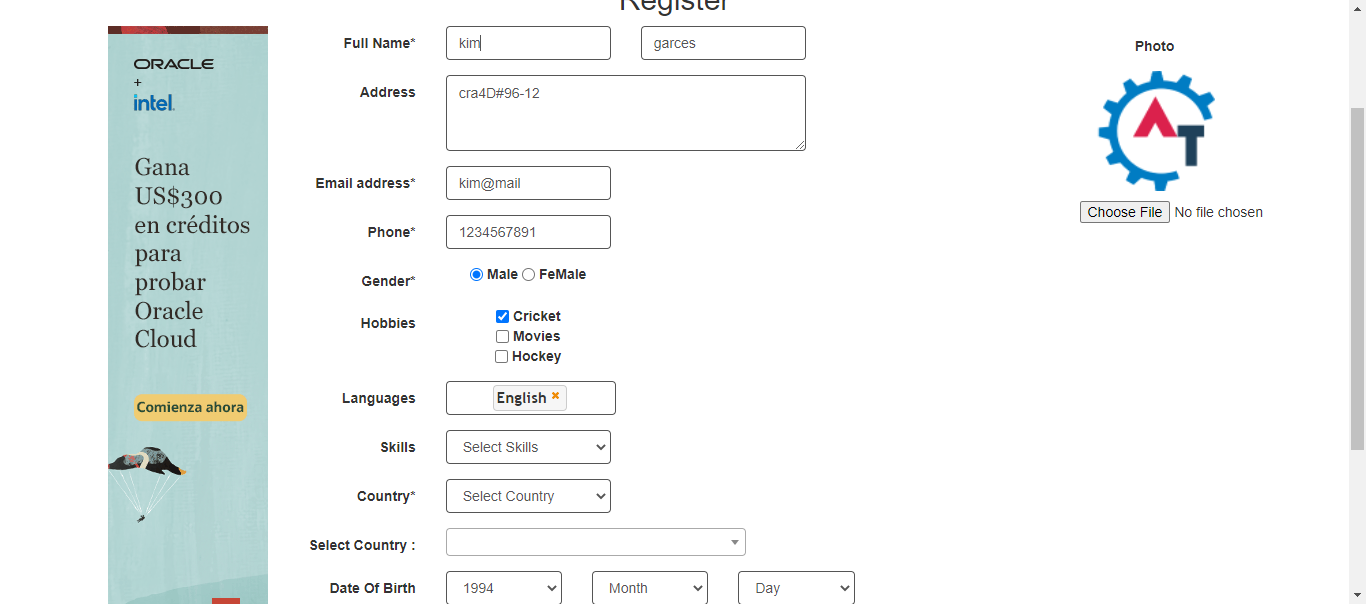 Register
ORACLE
+
intel.
Gana
US$300
en créditos
para
probar
Oracle
Cloud
Comienza ahora
Full Name* kim garces
Address cra4D#96-12
Email address* kim@mail
Phone* 1234567891
Gender* Male FeMale
Hobbies Cricket
Movies
Hockey
Languages English
Skills Select Skills
Country* Select Country
Select Country :
Date Of Birth 1994 Month Day
Photo
AT
Choose File No file chosen